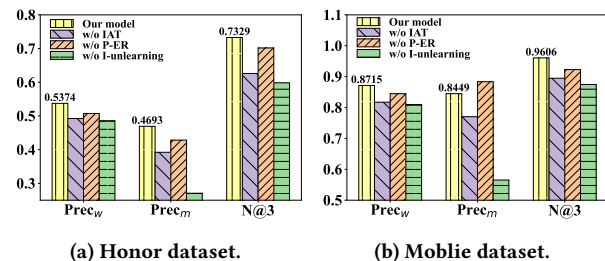 0.8
0.7
0.6
0.5
0.4
0.3
Our model
w/o IAT
w/o P-ER
w/o I-unlearning
0.5374
0.4693
0.7329
Prec_w
Prec_m
N@3
(a) Honor dataset.
1.1
1.0
0.9
0.8
0.7
0.6
0.5
Our model
w/o IAT
w/o P-ER
w/o I-unlearning
0.8715
0.8449
0.9606
Prec_w
Prec_m
N@3
(b) Moblie dataset.